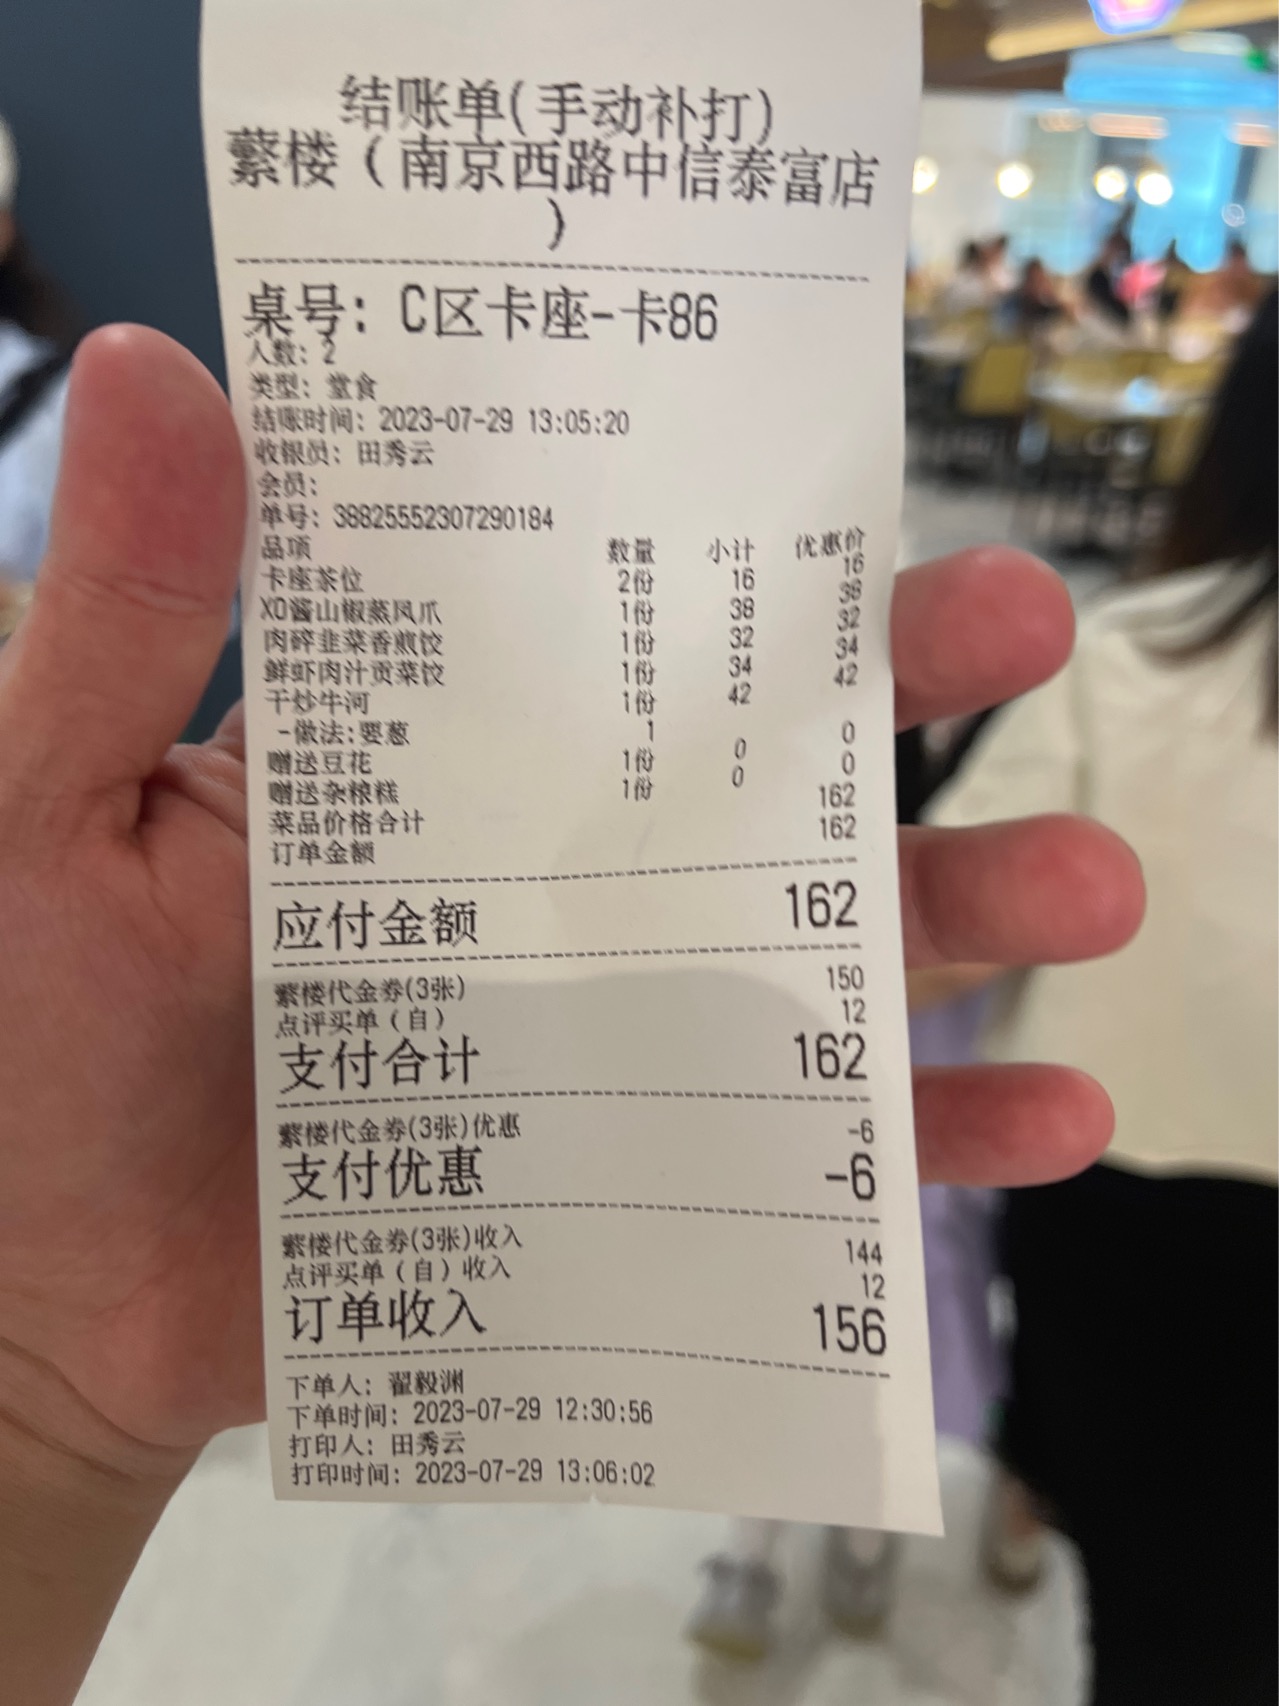 结账单(手动补打)
蘩楼（南京西路中信泰富店
）
桌号：C区卡座-卡86
人数：2
类型：堂食
结账时间：2023-07-29 13:05:20
收银员：田秀云
会员：
单号：38825552307290184
品项 数量 小计 优惠价
卡座茶位 2份 16 16
XO酱山椒蒸凤爪 1份 38 38
肉碎韭菜香煎饺 1份 32 32
鲜虾肉汁贡菜饺 1份 34 34
干炒牛河 1份 42 42
-做法:要葱 1
赠送豆花 1份 0 0
赠送杂粮糕 1份 0 0
菜品价格合计 162
订单金额 162
应付金额 162
蘩楼代金券(3张) 150
点评买单（自） 12
支付合计 162
蘩楼代金券(3张)优惠 -6
支付优惠 -6
蘩楼代金券(3张)收入 144
点评买单（自）收入 12
订单收入 156
下单人：翟毅渊
下单时间：2023-07-29 12:30:56
打印人：田秀云
打印时间：2023-07-29 13:06:02